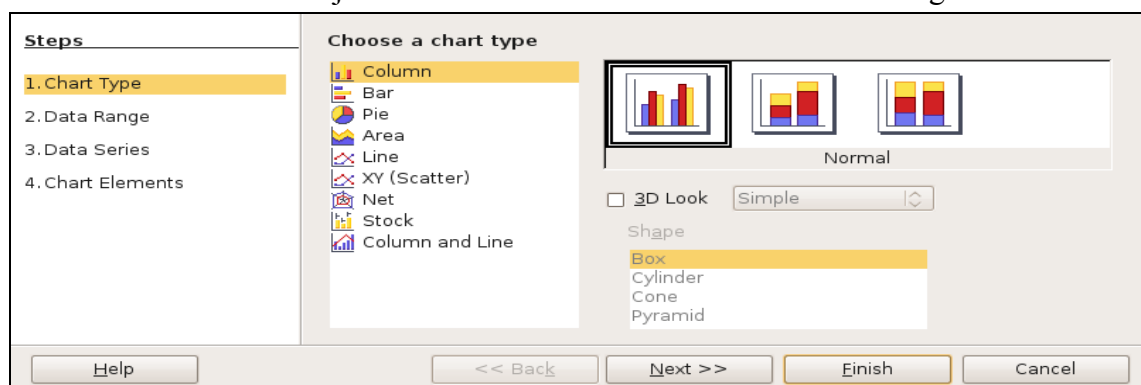 Steps
1. Chart Type
2. Data Range
3. Data Series
4. Chart Elements
Choose a chart type
Column
Bar
Pie
Area
Line
XY (Scatter)
Net
Stock
Column and Line
Normal
3D Look
Simple
Shape
Box
Cylinder
Cone
Pyramid
Help
<< Back
Next >>
Finish
Cancel